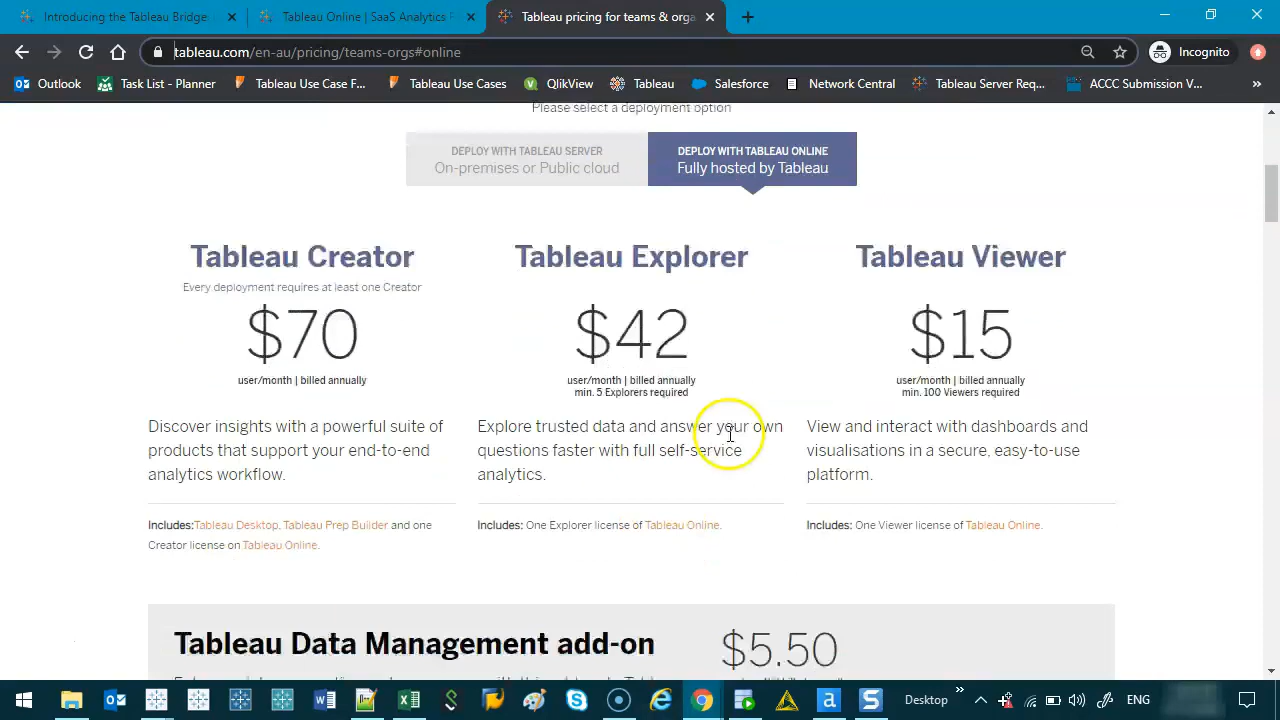 Introducing the Tableau Bridge
Tableau Online | SaaS Analytics P
Tableau pricing for teams & orga
tableau.com/en-au/pricing/teams-orgs#online
Incognito
Outlook
Task List - Planner
Tableau Use Case F...
Tableau Use Cases
QlikView
Tableau
Salesforce
Network Central
Tableau Server Req...
ACCC Submission V...
»
Please select a deployment option
DEPLOY WITH TABLEAU SERVER
On-premises or Public cloud
DEPLOY WITH TABLEAU ONLINE
Fully hosted by Tableau
Tableau Creator
Every deployment requires at least one Creator
$70
user/month | billed annually
Discover insights with a powerful suite of
products that support your end-to-end
analytics workflow.
Includes:Tableau Desktop, Tableau Prep Builder and one
Creator license on Tableau Online.
Tableau Explorer
$42
user/month | billed annually
min. 5 Explorers required
Explore trusted data and answer your own
questions faster with full self-service
analytics.
Includes: One Explorer license of Tableau Online.
Tableau Viewer
$15
user/month | billed annually
min. 100 Viewers required
View and interact with dashboards and
visualisations in a secure, easy-to-use
platform.
Includes: One Viewer license of Tableau Online.
Tableau Data Management add-on
$5.50
Desktop
»
ENG